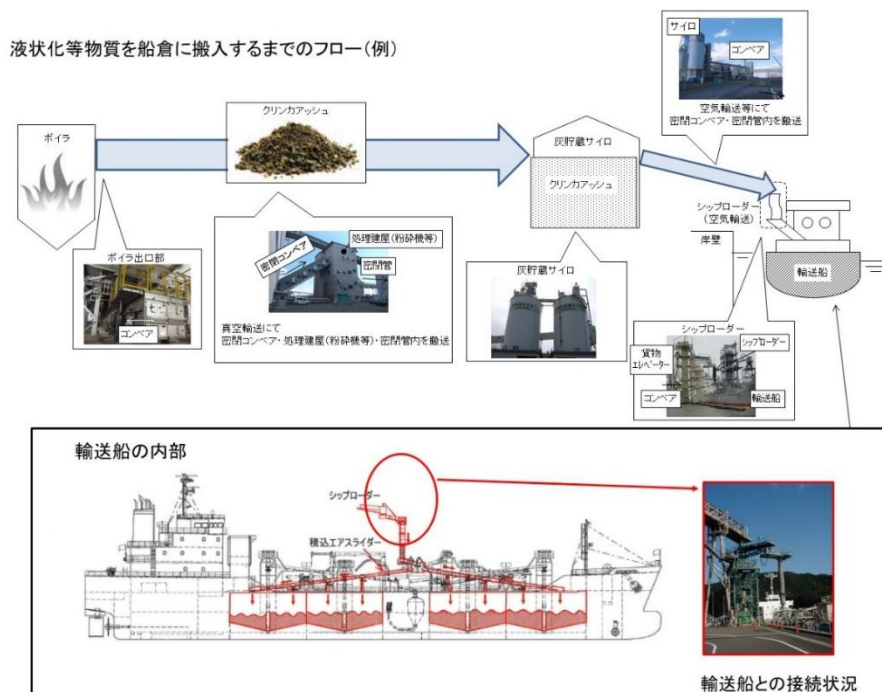 液状化等物質を船倉に搬入するまでのフロー(例)
サイロ
コンベア
空気輸送等にて
密閉コンベア・密閉管内を搬送
クリンカアッシュ
ボイラ
灰貯蔵サイロ
クリンカアッシュ
シップローダー
(空気輸送)
岸壁
輸送船
ボイラ出口部
コンベア
処理建屋(粉砕機等)
密閉コンベア
密閉管
真空輸送にて
密閉コンベア・処理建屋(粉砕機等)・密閉管内を搬送
灰貯蔵サイロ
シップローダー
貨物
エレベーター
シップローダー
コンベア
輸送船
輸送船の内部
シップローダー
積込エアスライダー
輸送船との接続状況